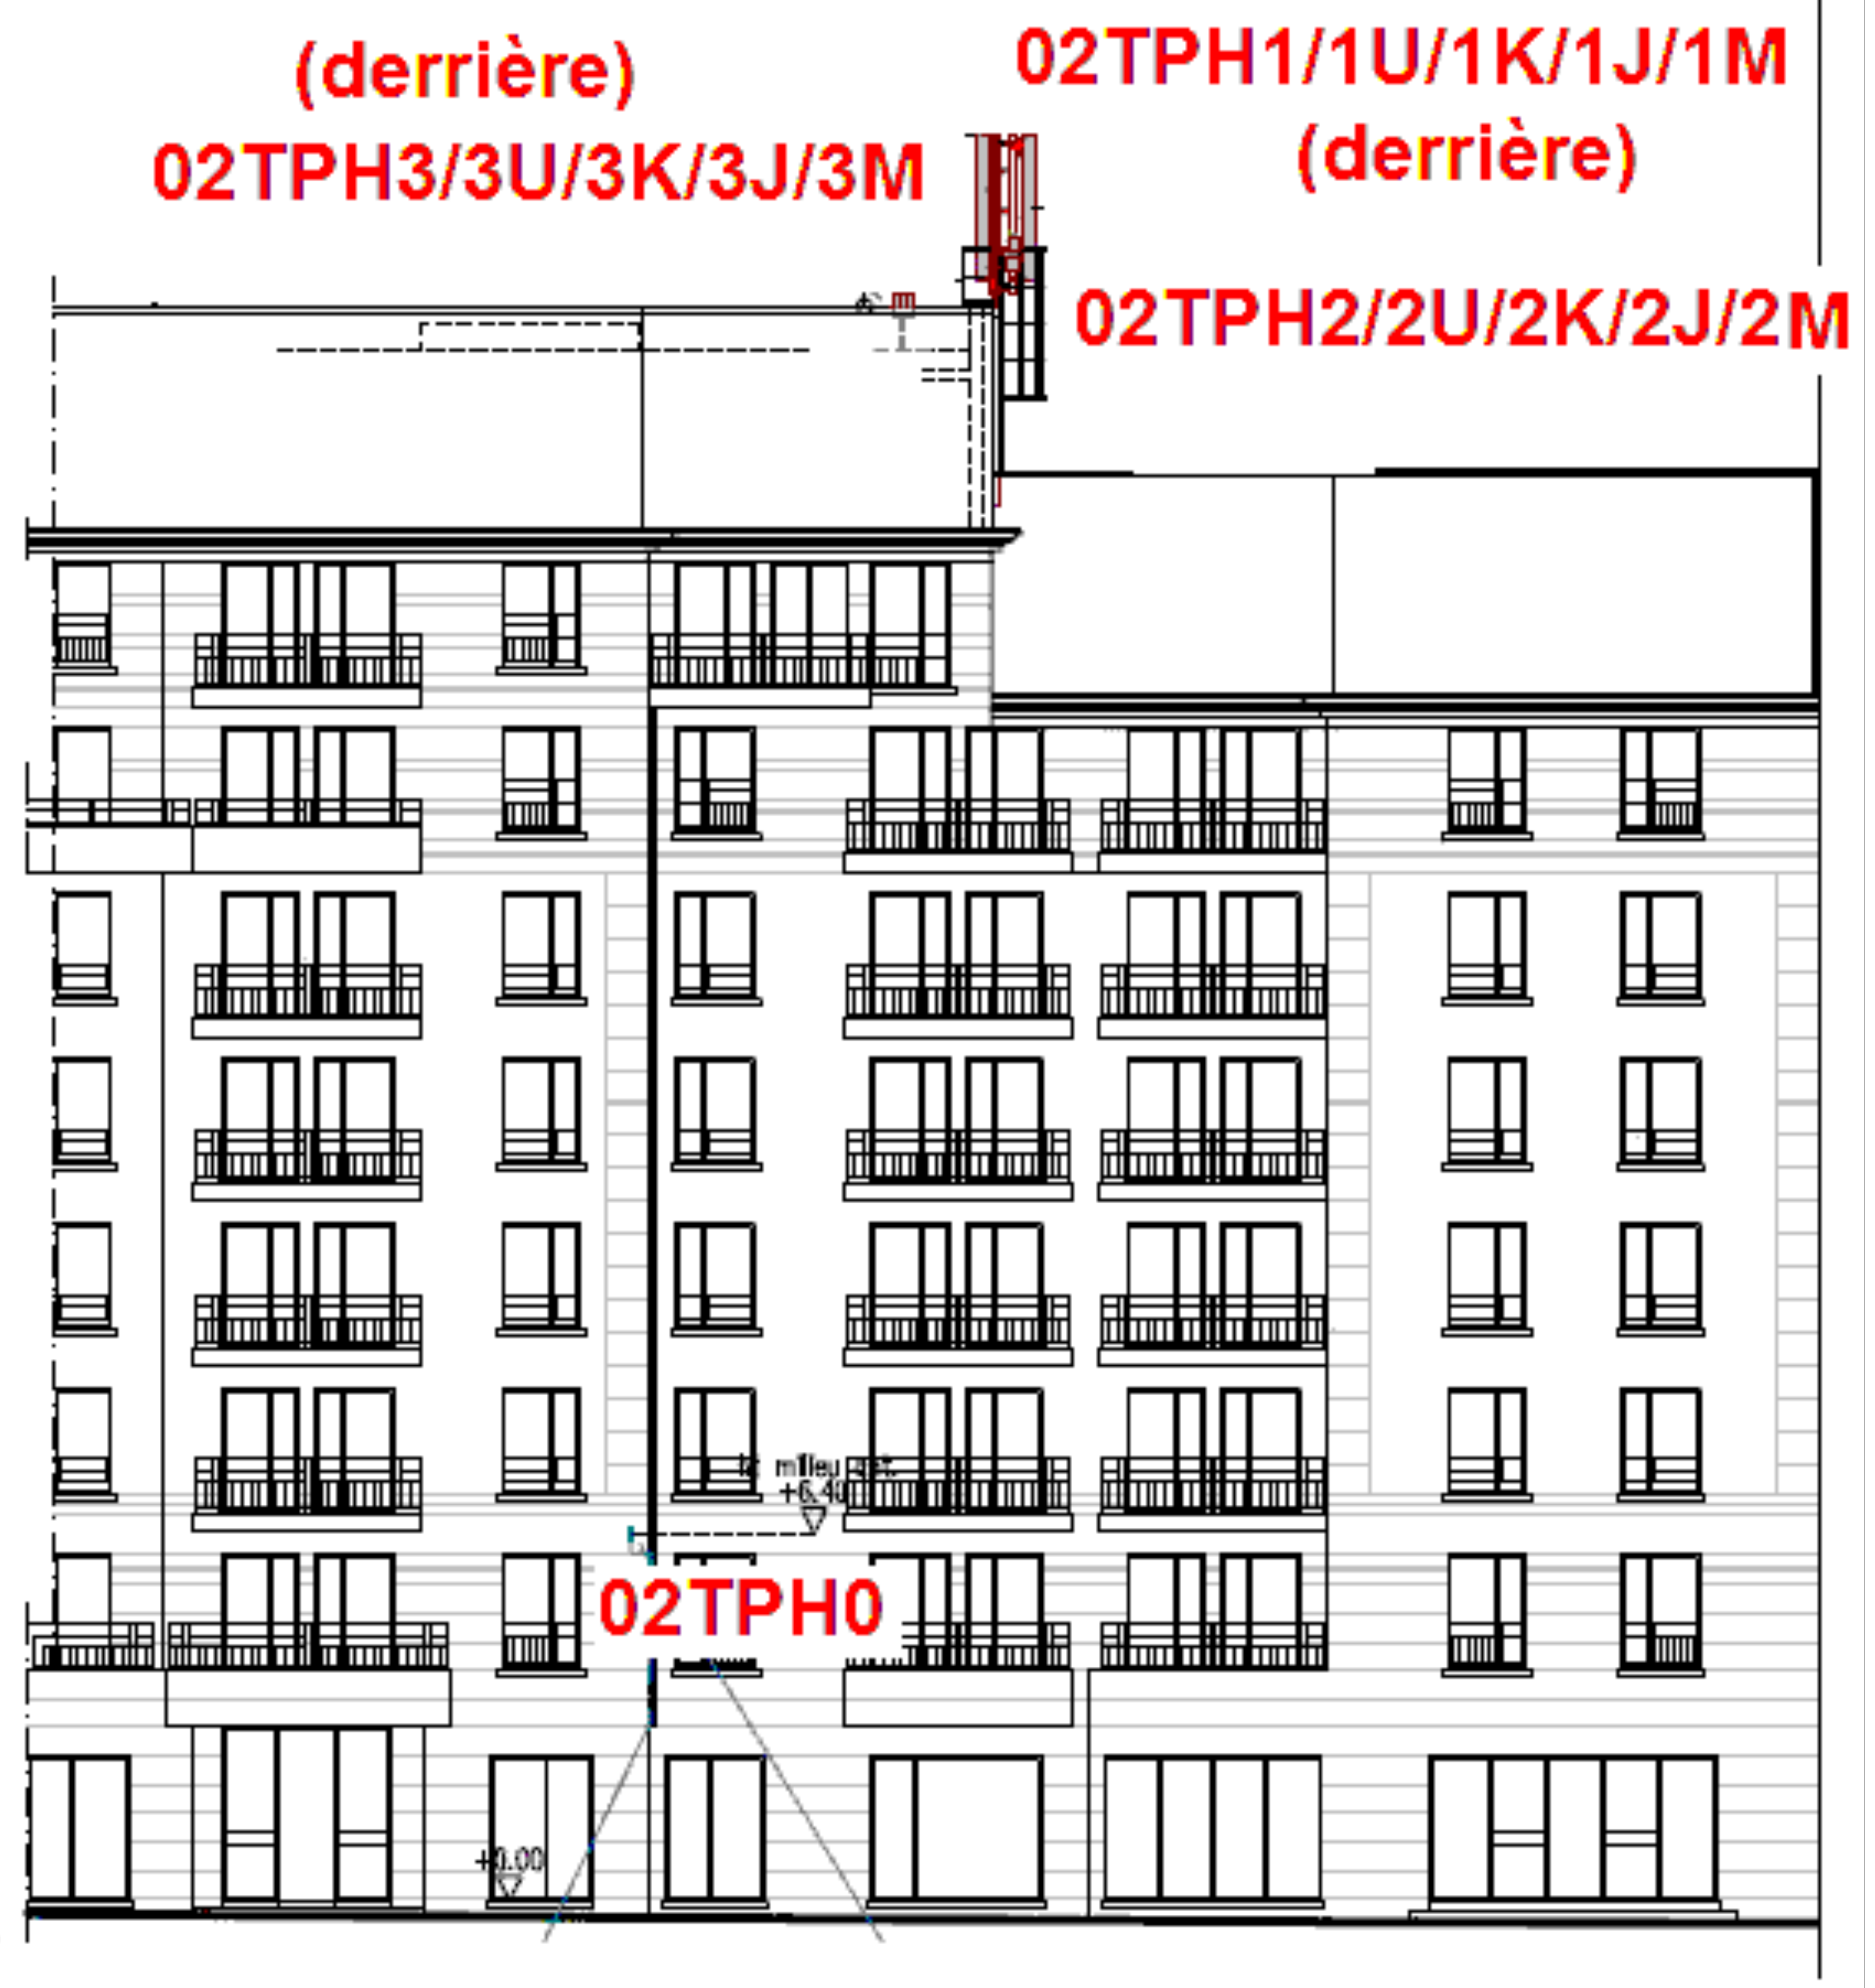 (derrière)
02TPH3/3U/3K/3J/3M
02TPH1/1U/1K/1J/1M
(derrière)
02TPH2/2U/2K/2J/2M
milieu
+6.40
02TPH0
+0.00